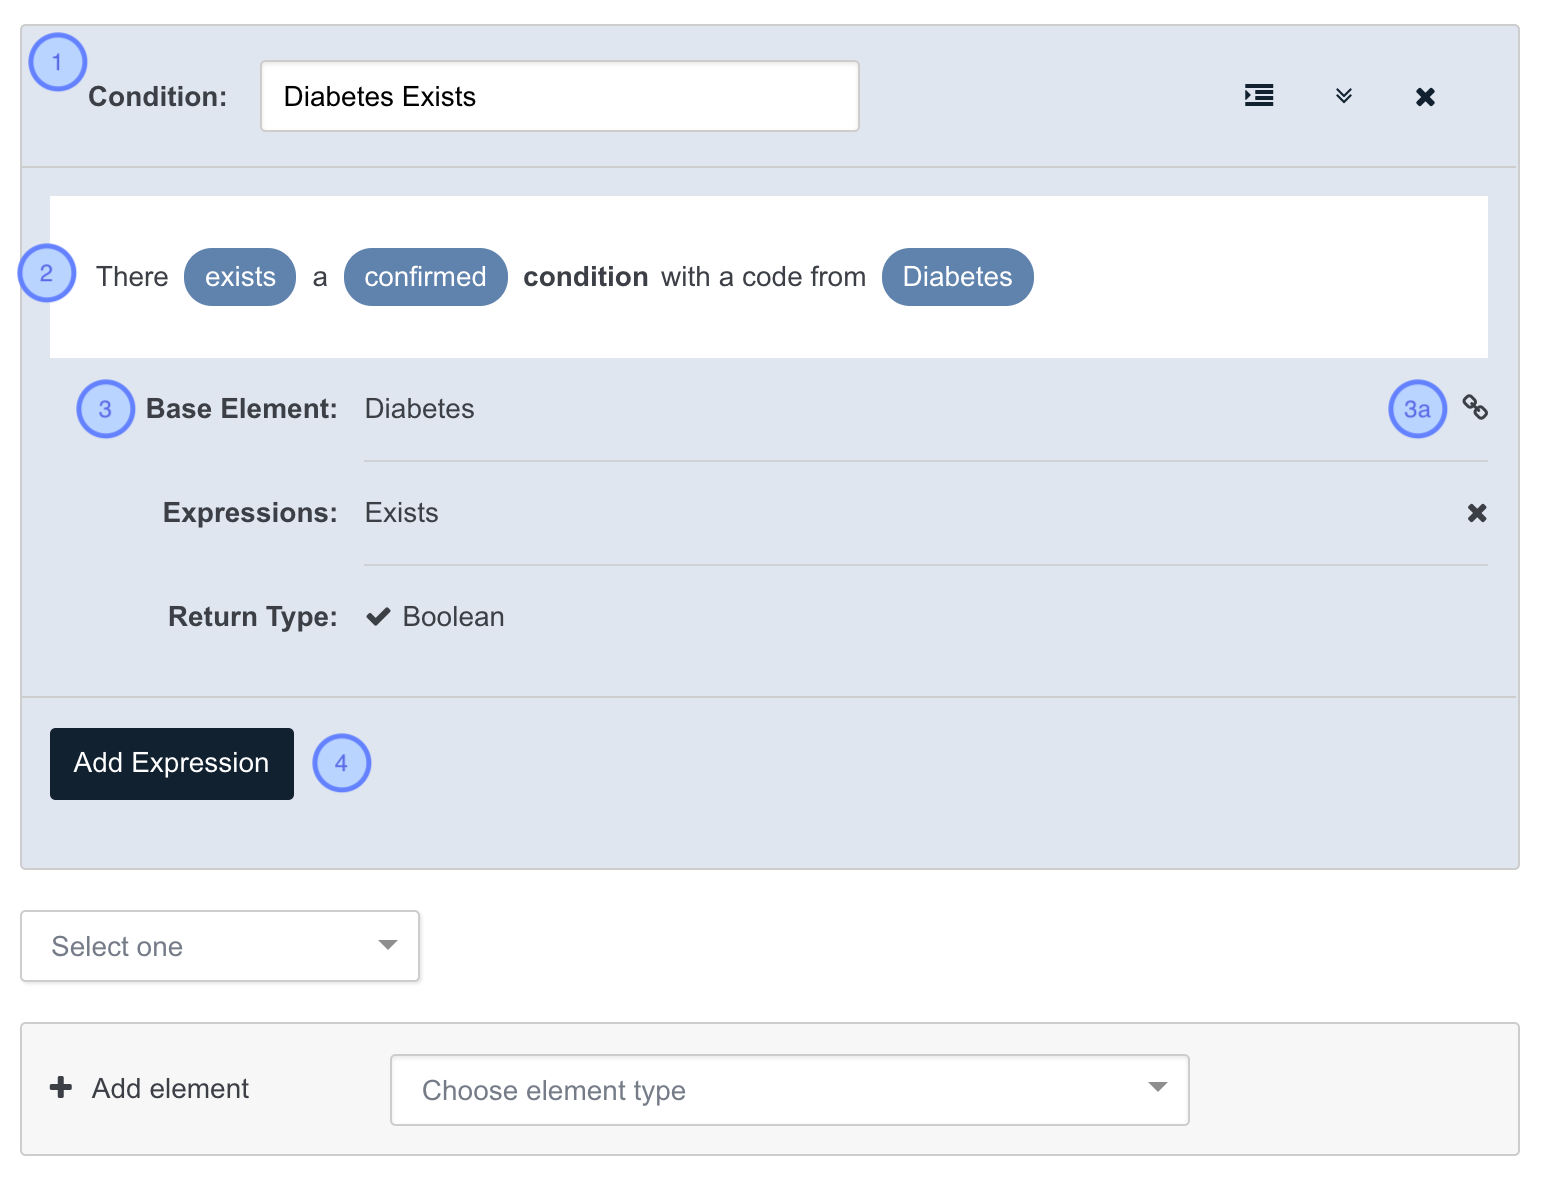 1
Condition: Diabetes Exists
2 There exists a confirmed condition with a code from Diabetes
3 Base Element: Diabetes 3a
Expressions: Exists
Return Type: Boolean
Add Expression 4
Select one
Add element Choose element type